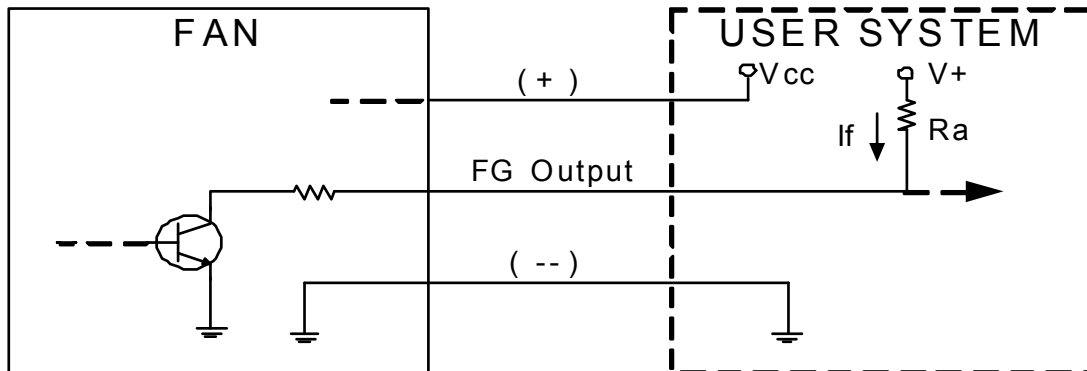 FAN
USER SYSTEM
(+)
Vcc
V+
If
Ra
FG Output
(--)